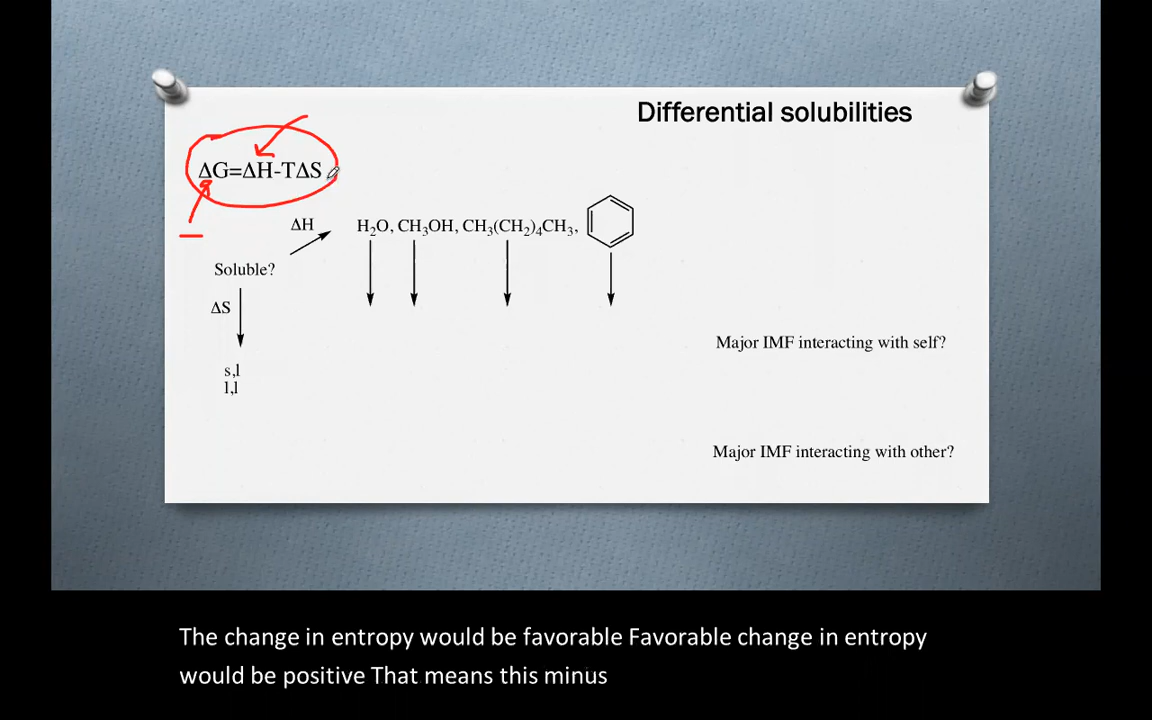 Differential solubilities
ΔG=ΔH-TΔS
ΔH
H₂O, CH₃OH, CH₃(CH₂)₄CH₃,
Soluble?
ΔS
s,l
l,l
Major IMF interacting with self?
Major IMF interacting with other?
The change in entropy would be favorable Favorable change in entropy
would be positive That means this minus